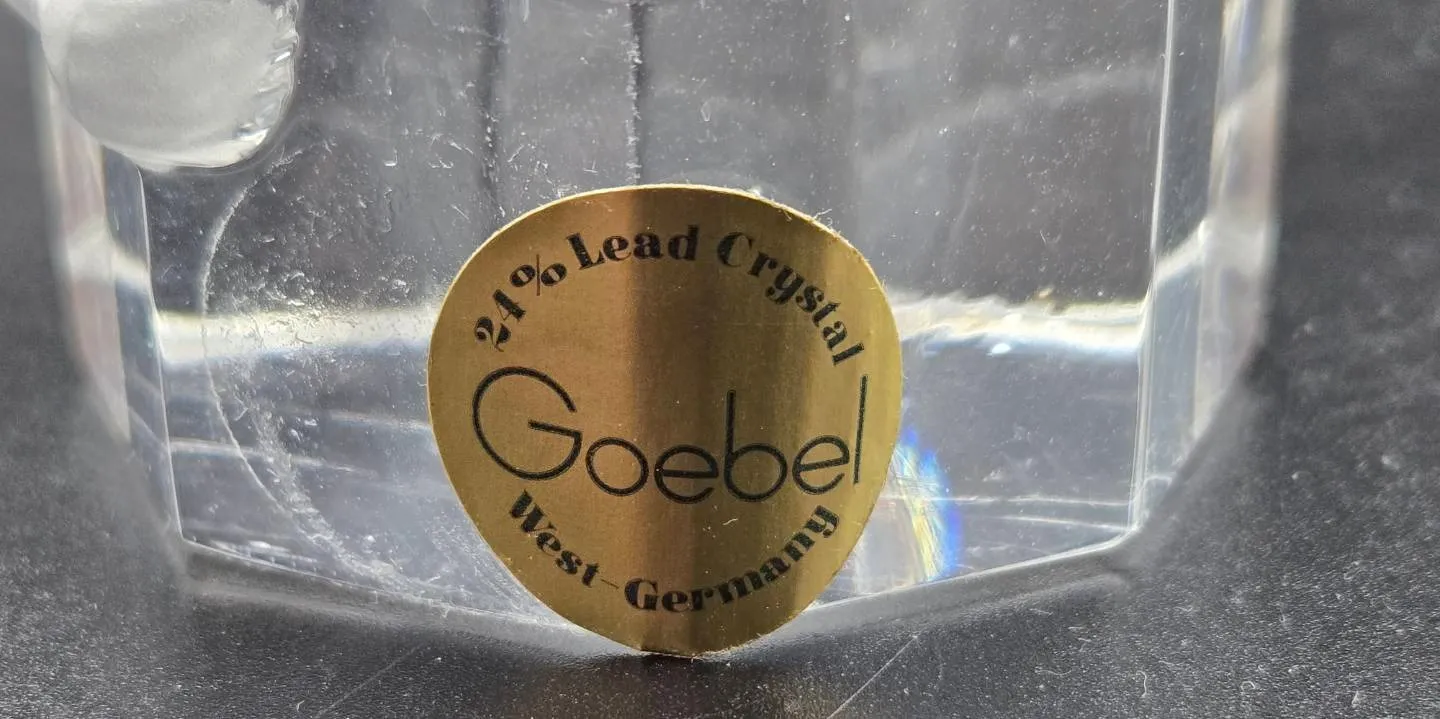 24% Lead Crystal
Goebel
West-Germany